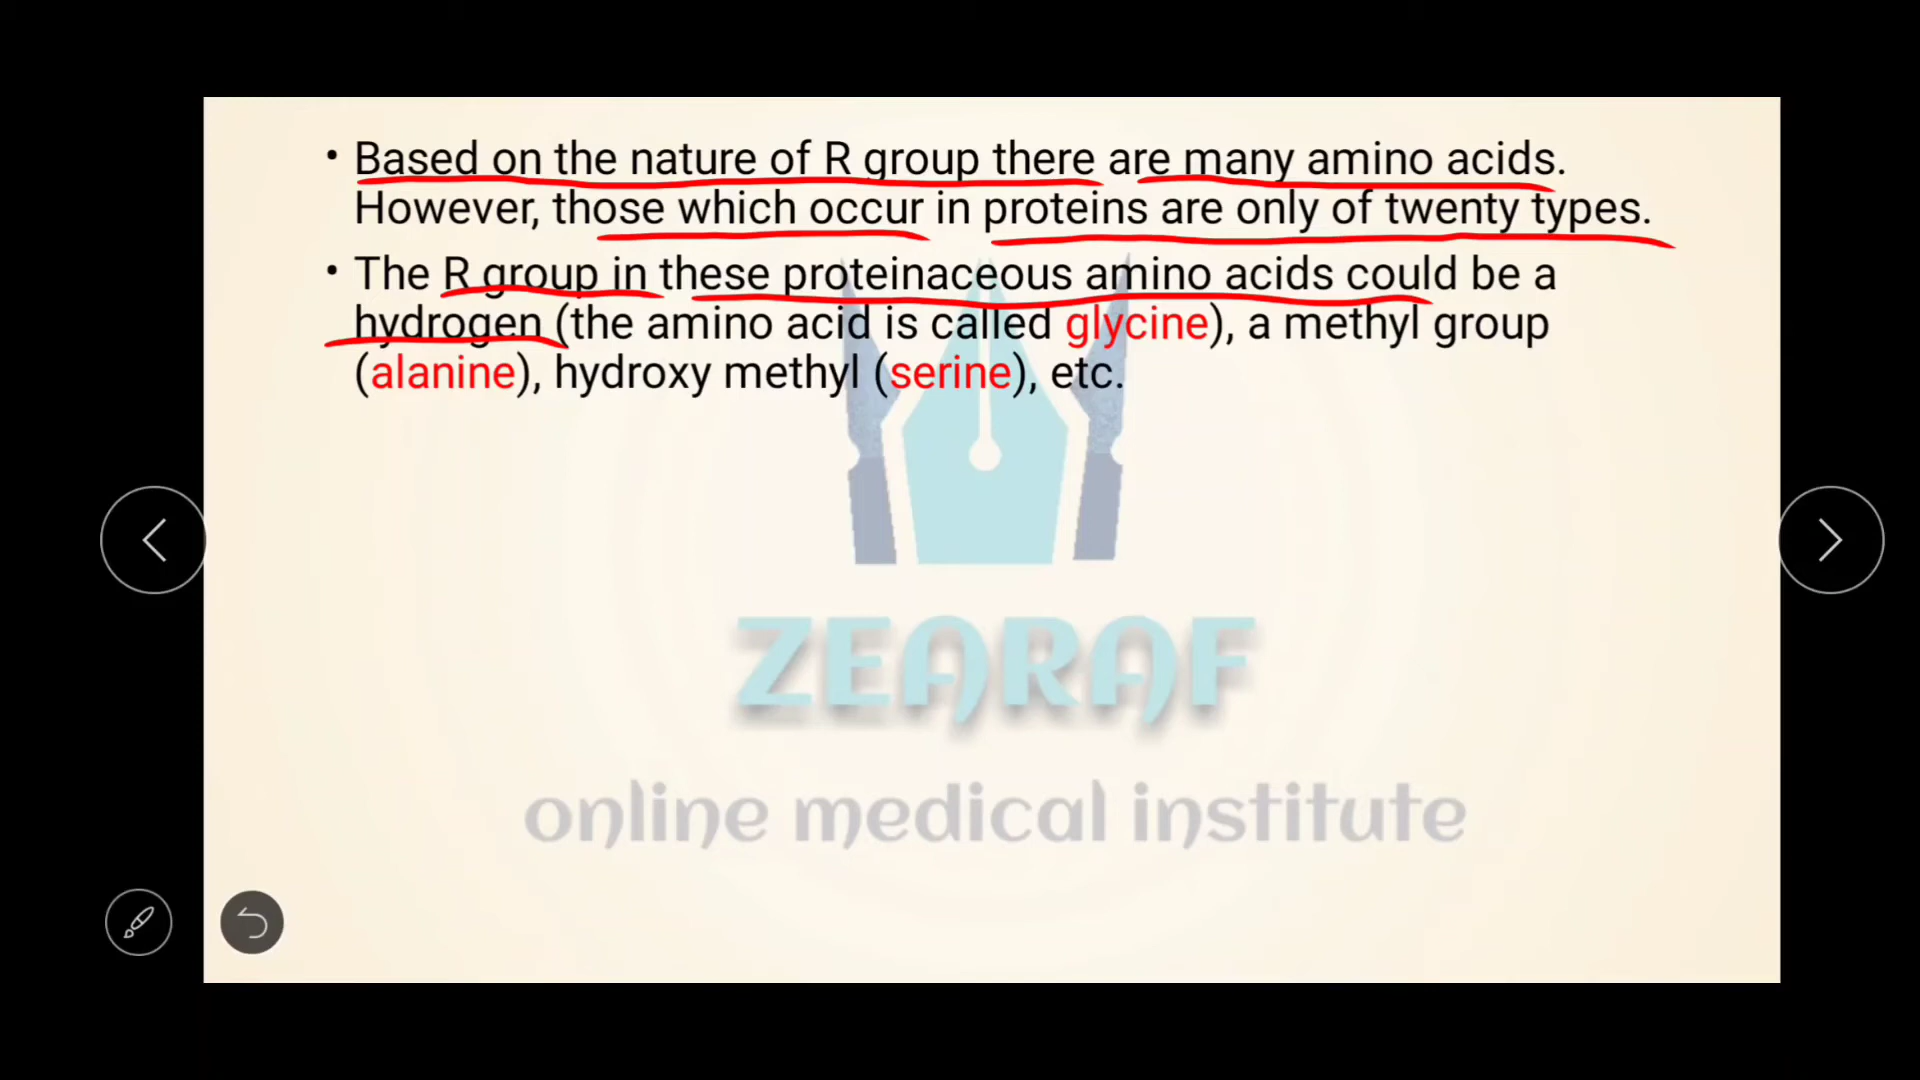 • Based on the nature of R group there are many amino acids.
However, those which occur in proteins are only of twenty types.
• The R group in these proteinaceous amino acids could be a
hydrogen (the amino acid is called glycine), a methyl group
(alanine), hydroxy methyl (serine), etc.
ZEARAF
online medical institute